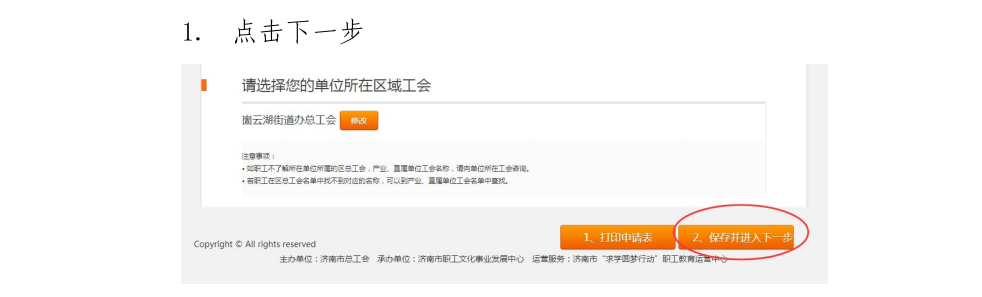 1. 点击下一步
请选择您的单位所在区域工会
崮云湖街道办总工会 修改
注意事项：
• 如职工不了解所在单位所属的区总工会，产业、直属单位工会名称，请向单位所在工会咨询。
• 若职工在区总工会名单中找不到对应的名称，可以到产业、直属单位工会名单中查找。
1、打印申请表 2、保存并进入下一步
Copyright © All rights reserved
主办单位：济南市总工会 承办单位：济南市职工文化事业发展中心 运营服务：济南市“求学圆梦行动”职工教育运营中心